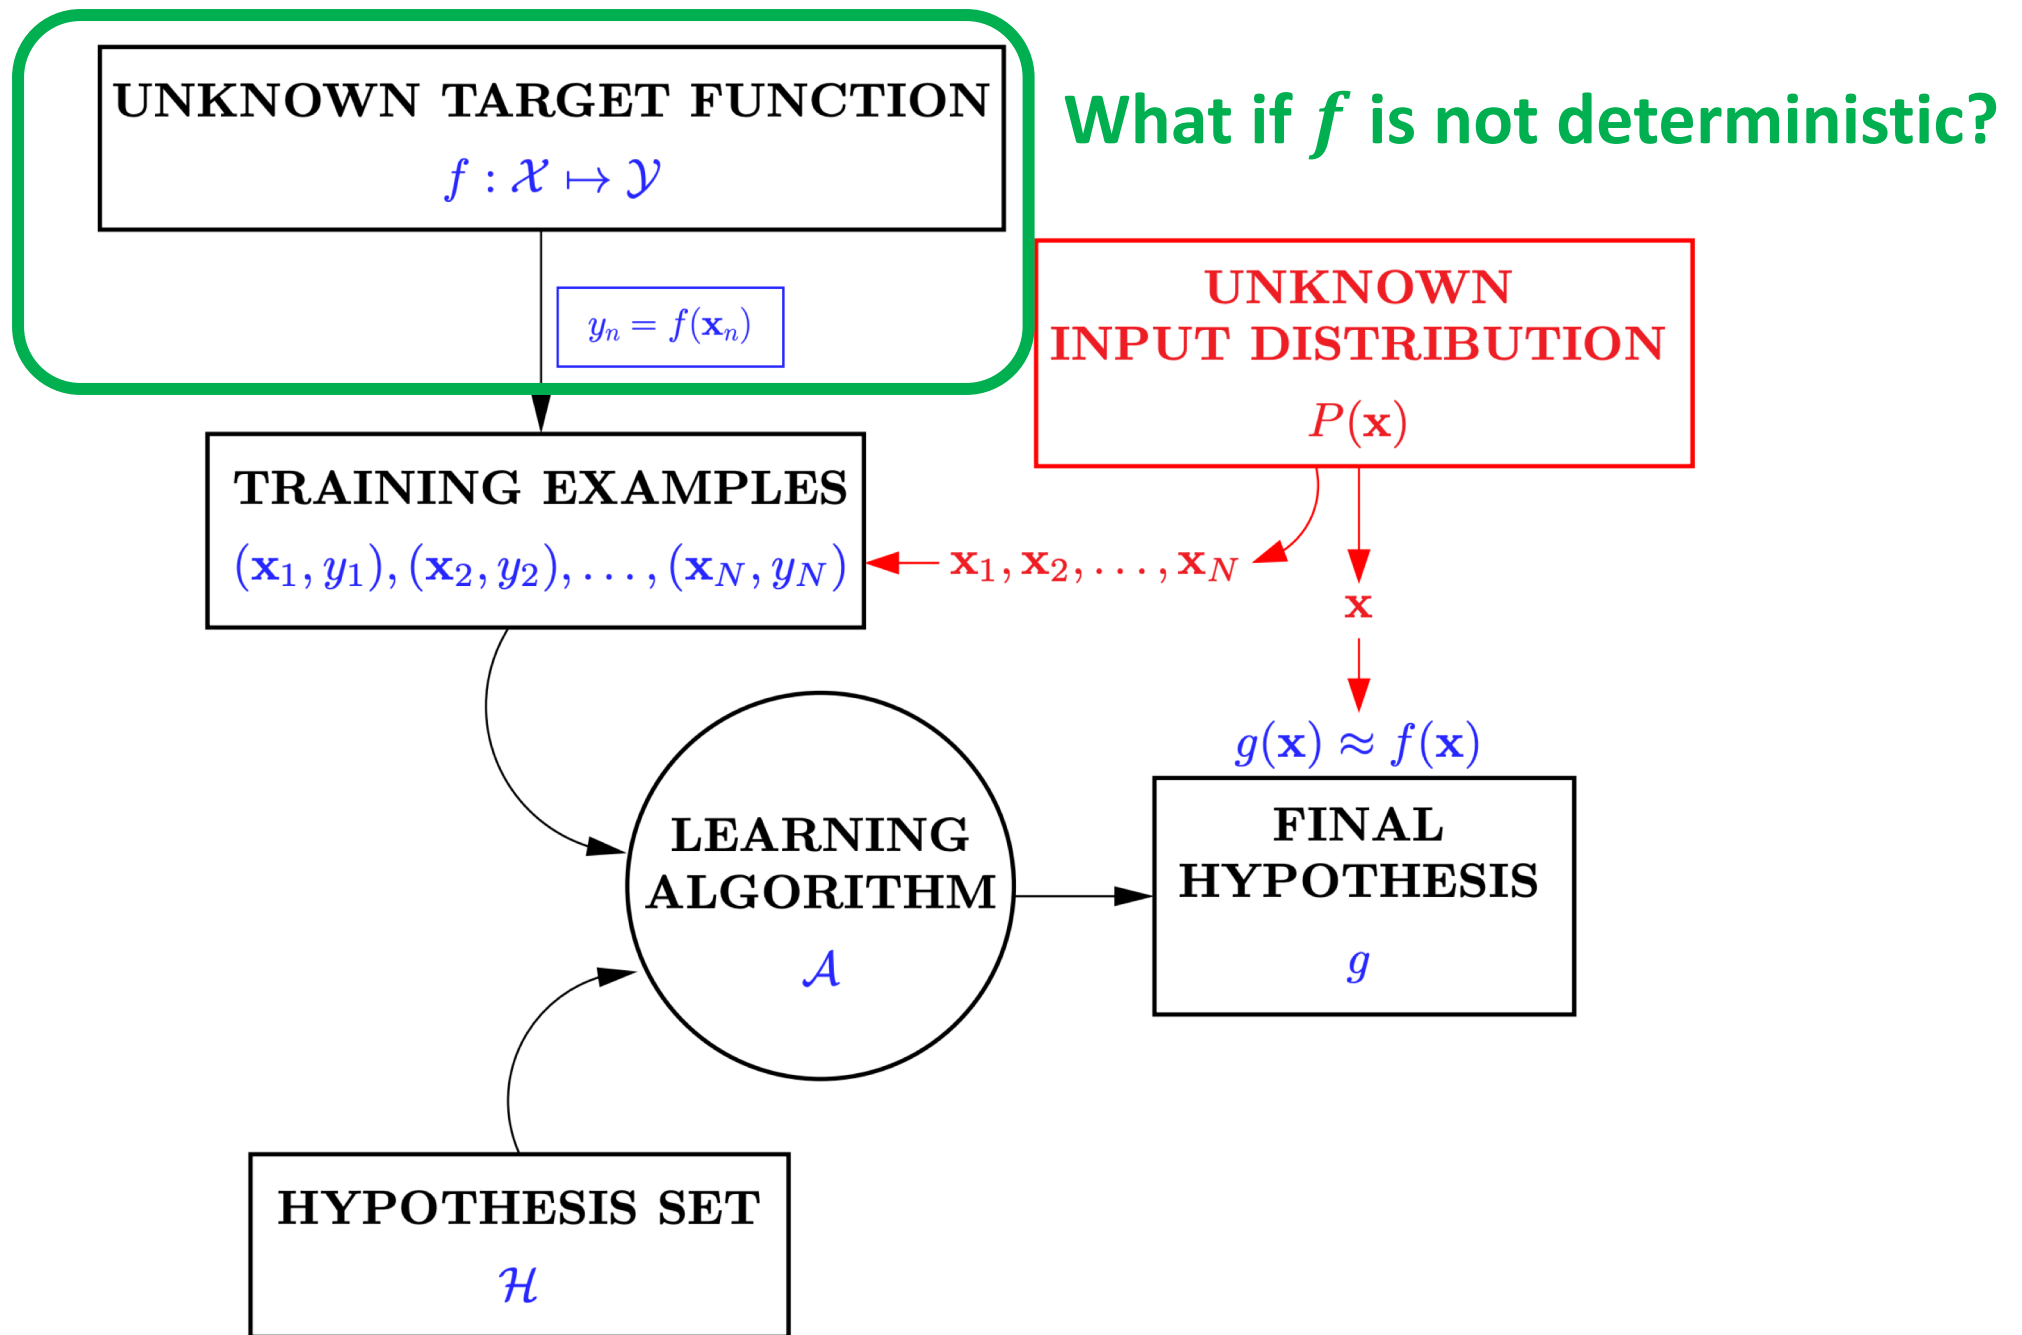 UNKNOWN TARGET FUNCTION
f : 𝒳 ↦ 𝒴
What if f is not deterministic?
yₙ = f(𝐱ₙ)
UNKNOWN
INPUT DISTRIBUTION
P(𝐱)
TRAINING EXAMPLES
(𝐱₁, y₁), (𝐱₂, y₂), . . . , (𝐱_N, y_N)
𝐱₁, 𝐱₂, . . . , 𝐱_N
𝐱
g(𝐱) ≈ f(𝐱)
LEARNING
ALGORITHM
𝒜
FINAL
HYPOTHESIS
g
HYPOTHESIS SET
ℋ